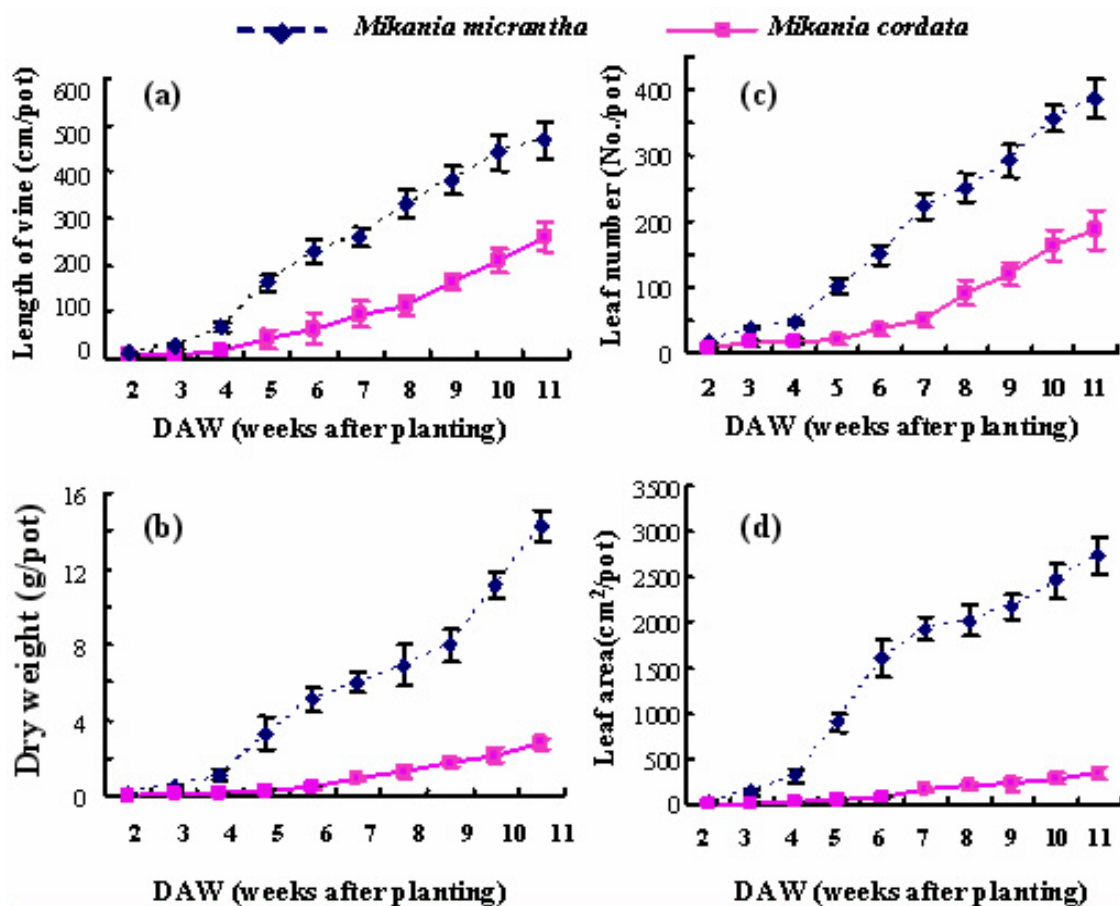 Mikania micrantha Mikania cordata
(a)
Length of vine (cm/pot)
600
500
400
300
200
100
0
2 3 4 5 6 7 8 9 10 11
DAW (weeks after planting)
(c)
Leaf number (No./pot)
400
300
200
100
0
2 3 4 5 6 7 8 9 10 11
DAW (weeks after planting)
(b)
Dry weight (g/pot)
16
12
8
4
0
2 3 4 5 6 7 8 9 10 11
DAW (weeks after planting)
(d)
Leaf area(cm²/pot)
3500
3000
2500
2000
1500
1000
500
0
2 3 4 5 6 7 8 9 10 11
DAW (weeks after planting)